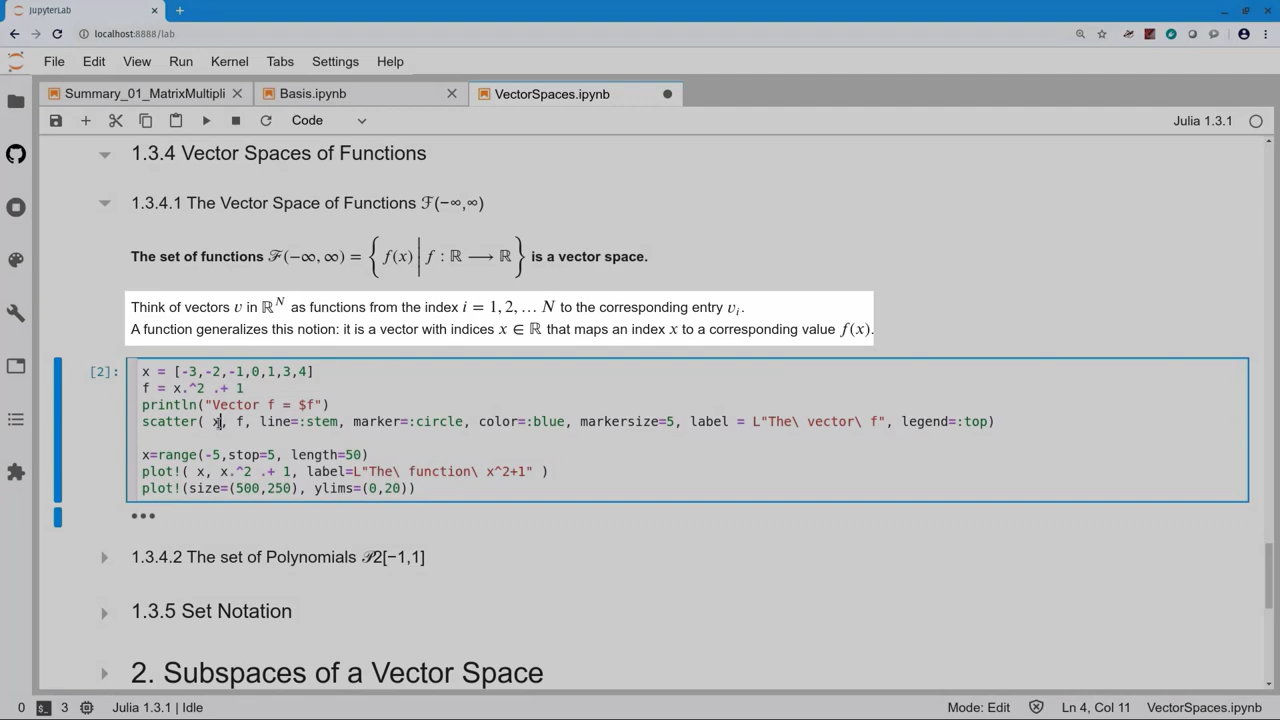 JupyterLab
localhost:8888/lab
File Edit View Run Kernel Tabs Settings Help
Summary_01_MatrixMultipli Basis.ipynb VectorSpaces.ipynb
Code Julia 1.3.1
1.3.4 Vector Spaces of Functions
1.3.4.1 The Vector Space of Functions ℱ(−∞,∞)
The set of functions ℱ(−∞, ∞) = { f(x) | f : ℝ ⟶ ℝ } is a vector space.
Think of vectors v in ℝ^N as functions from the index i = 1, 2, … N to the corresponding entry v_i.
A function generalizes this notion: it is a vector with indices x ∈ ℝ that maps an index x to a corresponding value f(x).
[2]: x = [-3,-2,-1,0,1,3,4]
f = x.^2 .+ 1
println("Vector f = $f")
scatter( x, f, line=:stem, marker=:circle, color=:blue, markersize=5, label = L"The\ vector\ f", legend=:top)
x=range(-5,stop=5, length=50)
plot!( x, x.^2 .+ 1, label=L"The\ function\ x^2+1" )
plot!(size=(500,250), ylims=(0,20))
1.3.4.2 The set of Polynomials 𝒫2[−1,1]
1.3.5 Set Notation
2. Subspaces of a Vector Space
0 3 Julia 1.3.1 | Idle Mode: Edit Ln 4, Col 11 VectorSpaces.ipynb